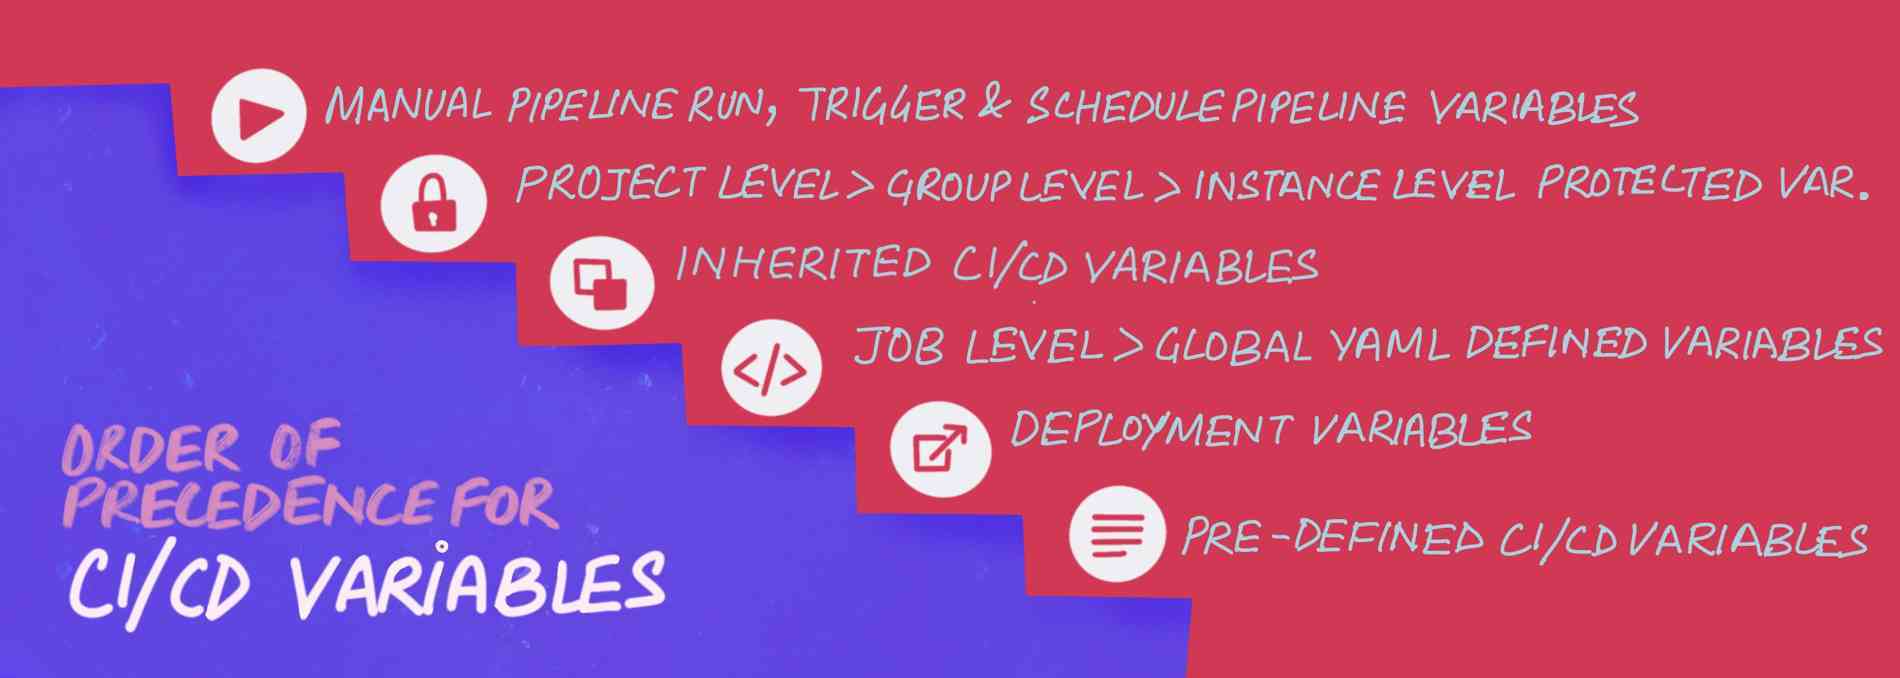 MANUAL PIPELINE RUN, TRIGGER & SCHEDULE PIPELINE VARIABLES
PROJECT LEVEL > GROUP LEVEL > INSTANCE LEVEL PROTECTED VAR.
INHERITED CI/CD VARIABLES
JOB LEVEL > GLOBAL YAML DEFINED VARIABLES
DEPLOYMENT VARIABLES
PRE-DEFINED CI/CD VARIABLES
ORDER OF
PRECEDENCE FOR
CI/CD VARIABLES